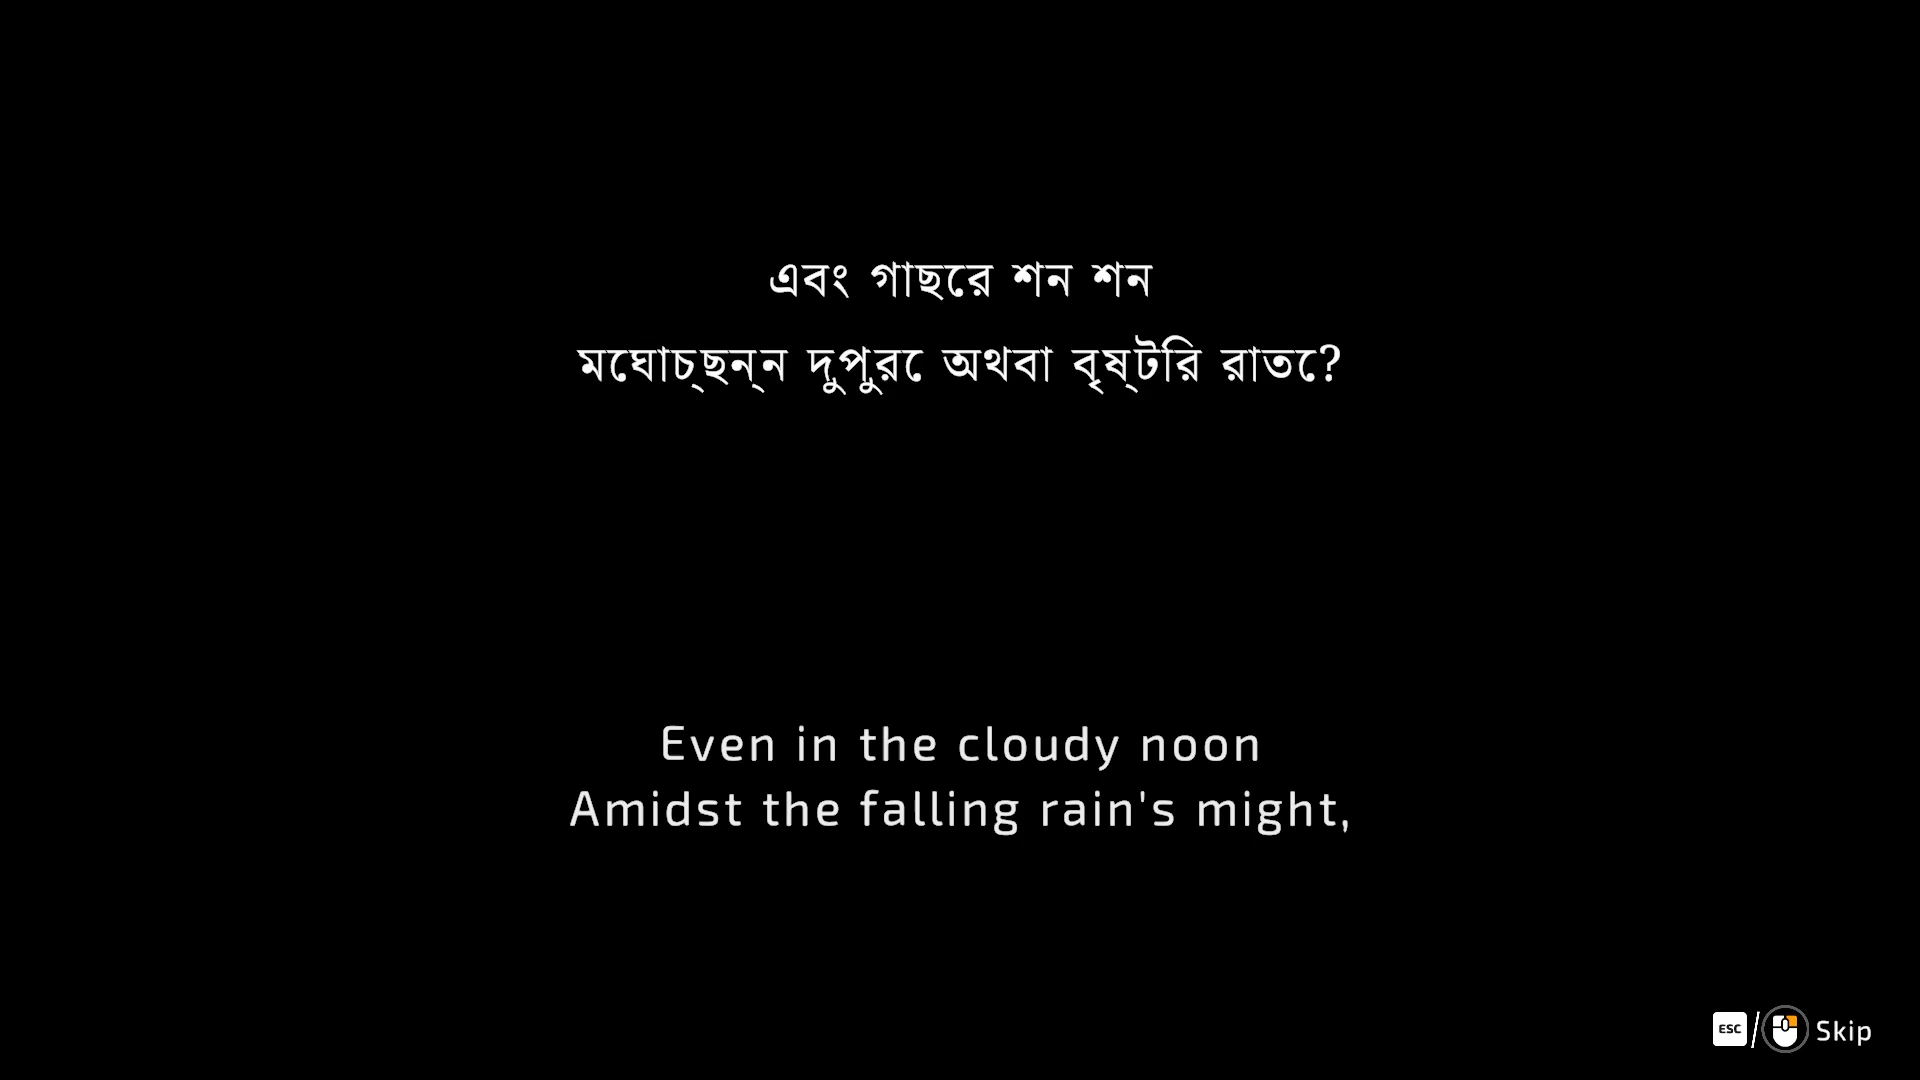 এবং গাছরে শন শন
মঘোচ্ছন্ন দুপুরে অথবা বৃষ্টরি রাতে?
Even in the cloudy noon
Amidst the falling rain's might,
ESC / Skip